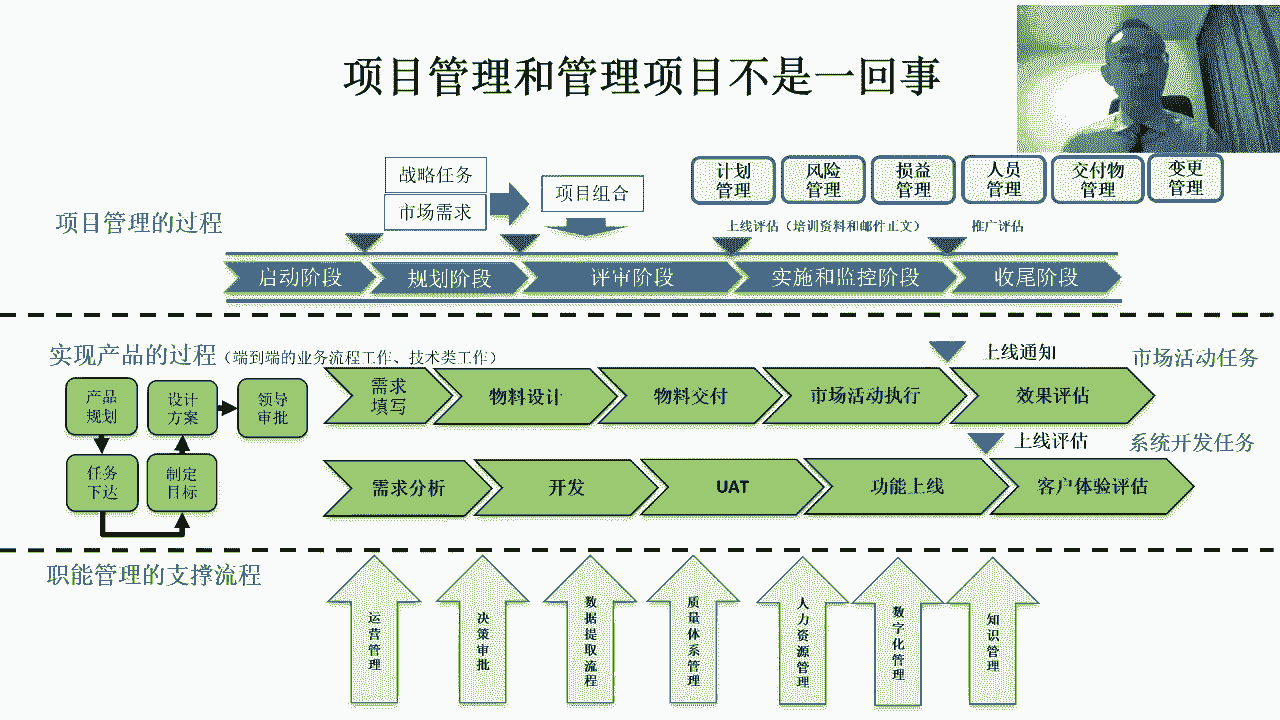 项目管理和管理项目不是一回事
战略任务
市场需求
项目组合
计划
管理
风险
管理
损益
管理
人员
管理
交付物
管理
变更
管理
项目管理的过程
上线评估（培训资料和邮件正文）
推广评估
启动阶段
规划阶段
评审阶段
实施和监控阶段
收尾阶段
实现产品的过程（端到端的业务流程工作、技术类工作）
上线通知
市场活动任务
产品
规划
设计
方案
领导
审批
任务
下达
制定
目标
需求
填写
物料设计
物料交付
市场活动执行
效果评估
上线评估
系统开发任务
需求分析
开发
UAT
功能上线
客户体验评估
职能管理的支撑流程
运营管理
决策审批
数据提取流程
质量体系管理
人力资源管理
数字化管理
知识管理